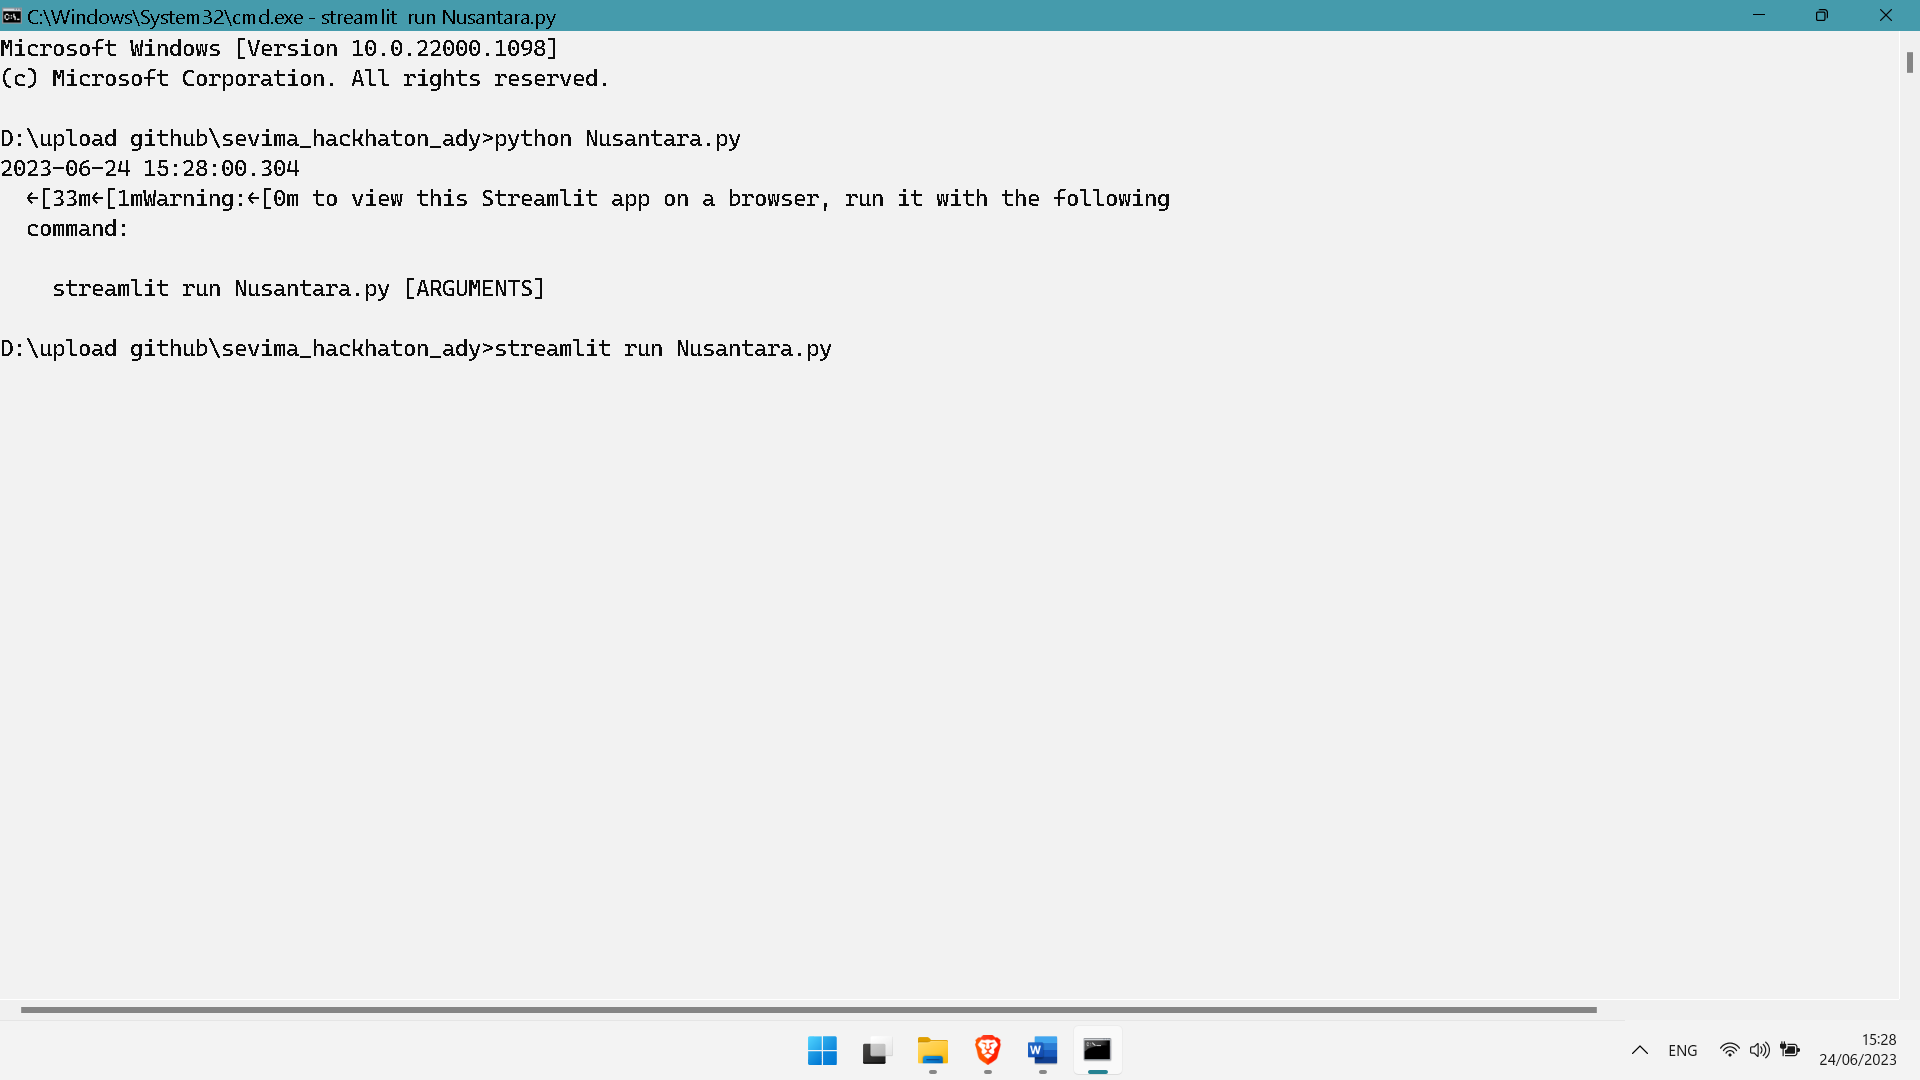 C:\Windows\System32\cmd.exe - streamlit  run Nusantara.py
Microsoft Windows [Version 10.0.22000.1098]
(c) Microsoft Corporation. All rights reserved.
D:\upload github\sevima_hackhaton_ady>python Nusantara.py
2023-06-24 15:28:00.304
←[33m←[1mWarning:←[0m to view this Streamlit app on a browser, run it with the following
command:
streamlit run Nusantara.py [ARGUMENTS]
D:\upload github\sevima_hackhaton_ady>streamlit run Nusantara.py
ENG
15:28
24/06/2023